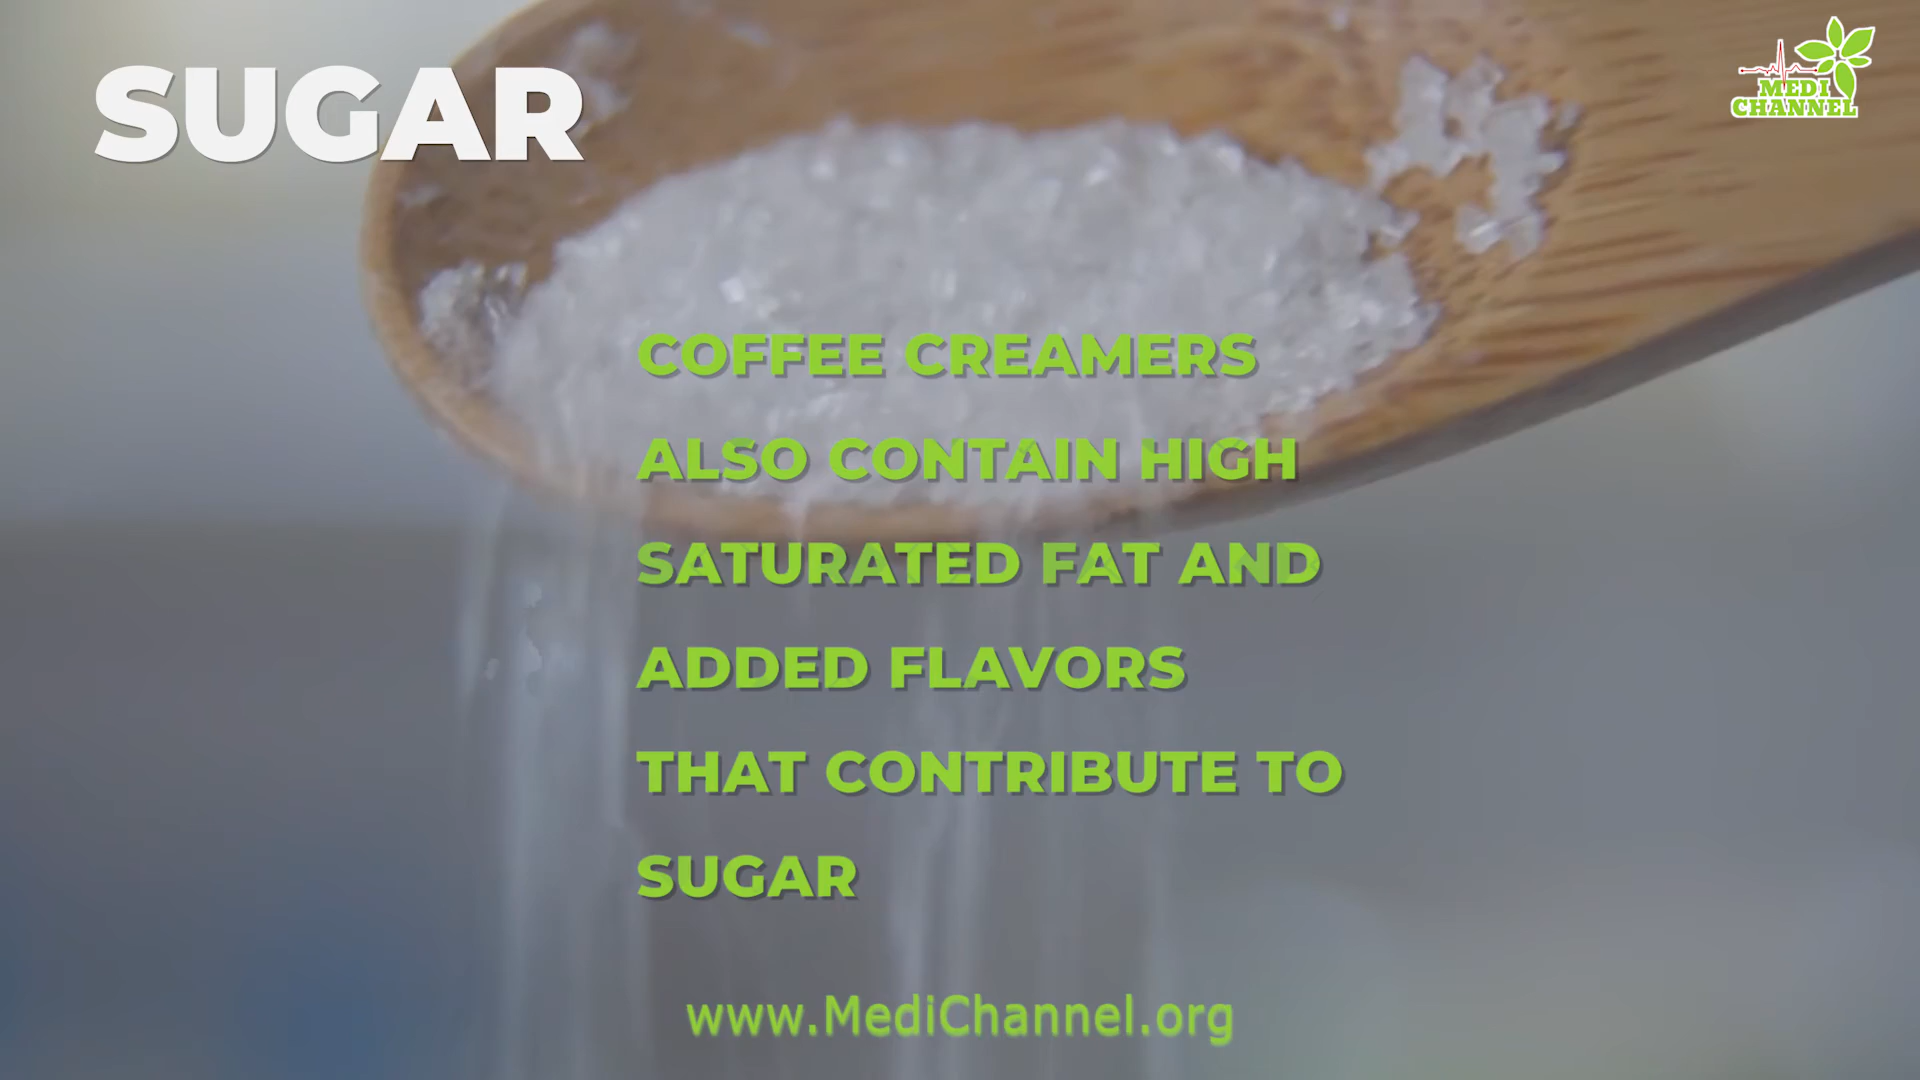 SUGAR
MEDI
CHANNEL
COFFEE CREAMERS
ALSO CONTAIN HIGH
SATURATED FAT AND
ADDED FLAVORS
THAT CONTRIBUTE TO
SUGAR
www.MediChannel.org